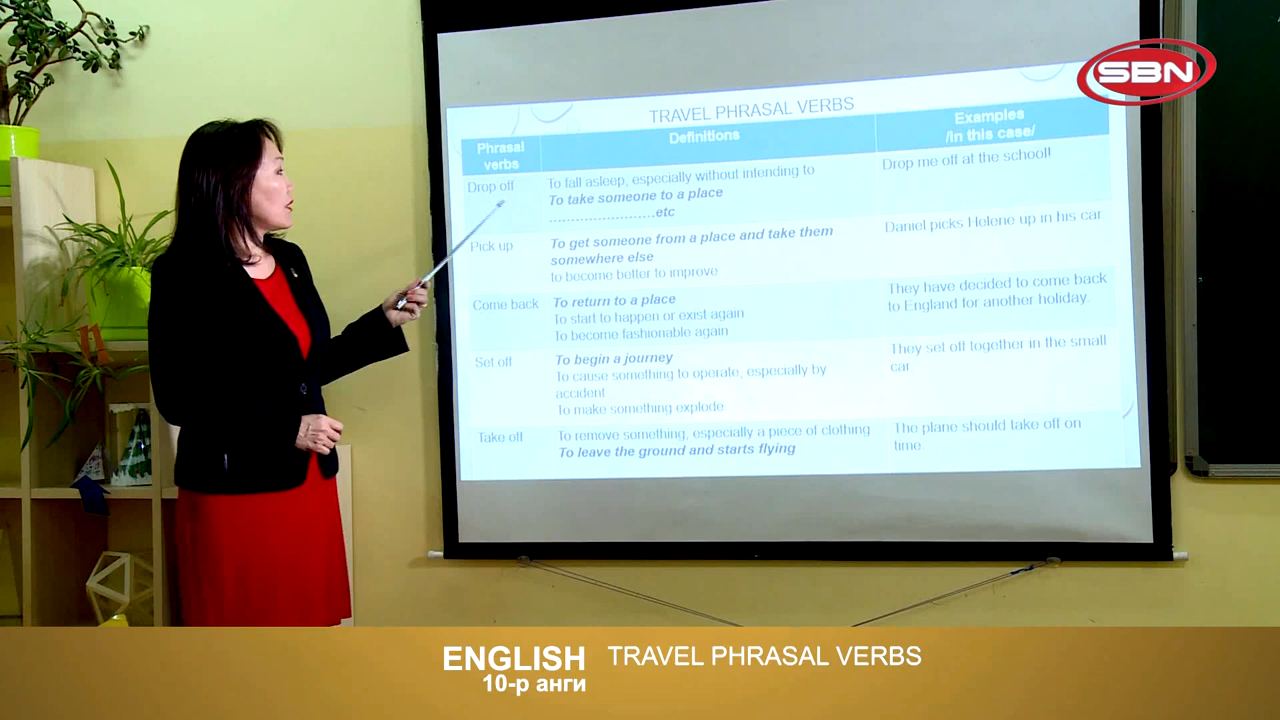 SBN
TRAVEL PHRASAL VERBS
Phrasal
verbs
Definitions
Examples
/In this case/
Drop off
To fall asleep, especially without intending to
To take someone to a place
........................etc
Drop me off at the school!
Pick up
To get someone from a place and take them
somewhere else
to become better to improve
Daniel picks Helene up in his car
Come back
To return to a place
To start to happen or exist again
To become fashionable again
They have decided to come back
to England for another holiday.
Set off
To begin a journey
To cause something to operate, especially by
accident
To make something explode
They set off together in the small
car
Take off
To remove something, especially a piece of clothing
To leave the ground and starts flying
The plane should take off on
time
ENGLISH
10-р анги
TRAVEL PHRASAL VERBS